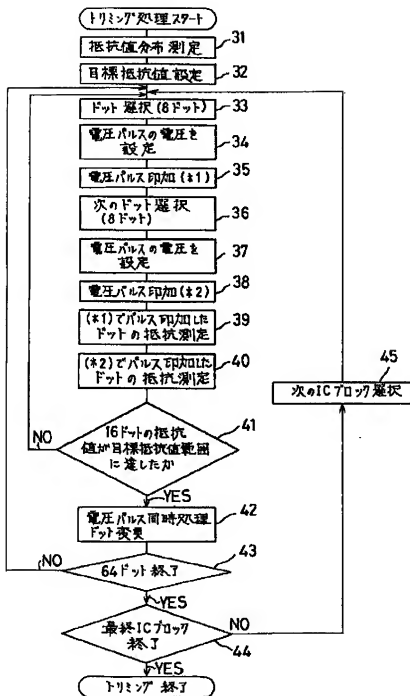 トリミング処理スタート
抵抗値分布測定
31
目標抵抗値設定
32
ドット選択(8ドット)
33
電圧パルスの電圧を
設定
34
電圧パルス印加(*1)
35
次のドット選択
(8ドット)
36
電圧パルスの電圧を
設定
37
電圧パルス印加(*2)
38
(*1)でパルス印加した
ドットの抵抗測定
39
(*2)でパルス印加した
ドットの抵抗測定
40
16ドットの抵抗
値が目標抵抗値範囲
に達したか
41
NO
YES
電圧パルス同時処理
ドット変更
42
64ドット終了
43
NO
YES
最終ICブロック
終了
44
NO
YES
次のICブロック選択
45
トリミング終了